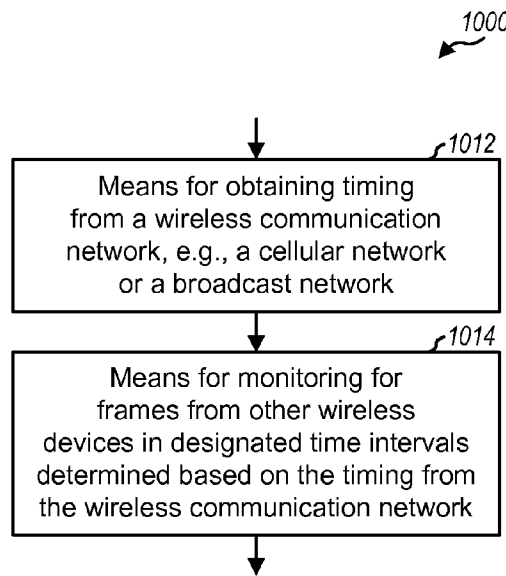 1000
1012
Means for obtaining timing
from a wireless communication
network, e.g., a cellular network
or a broadcast network
1014
Means for monitoring for
frames from other wireless
devices in designated time intervals
determined based on the timing from
the wireless communication network